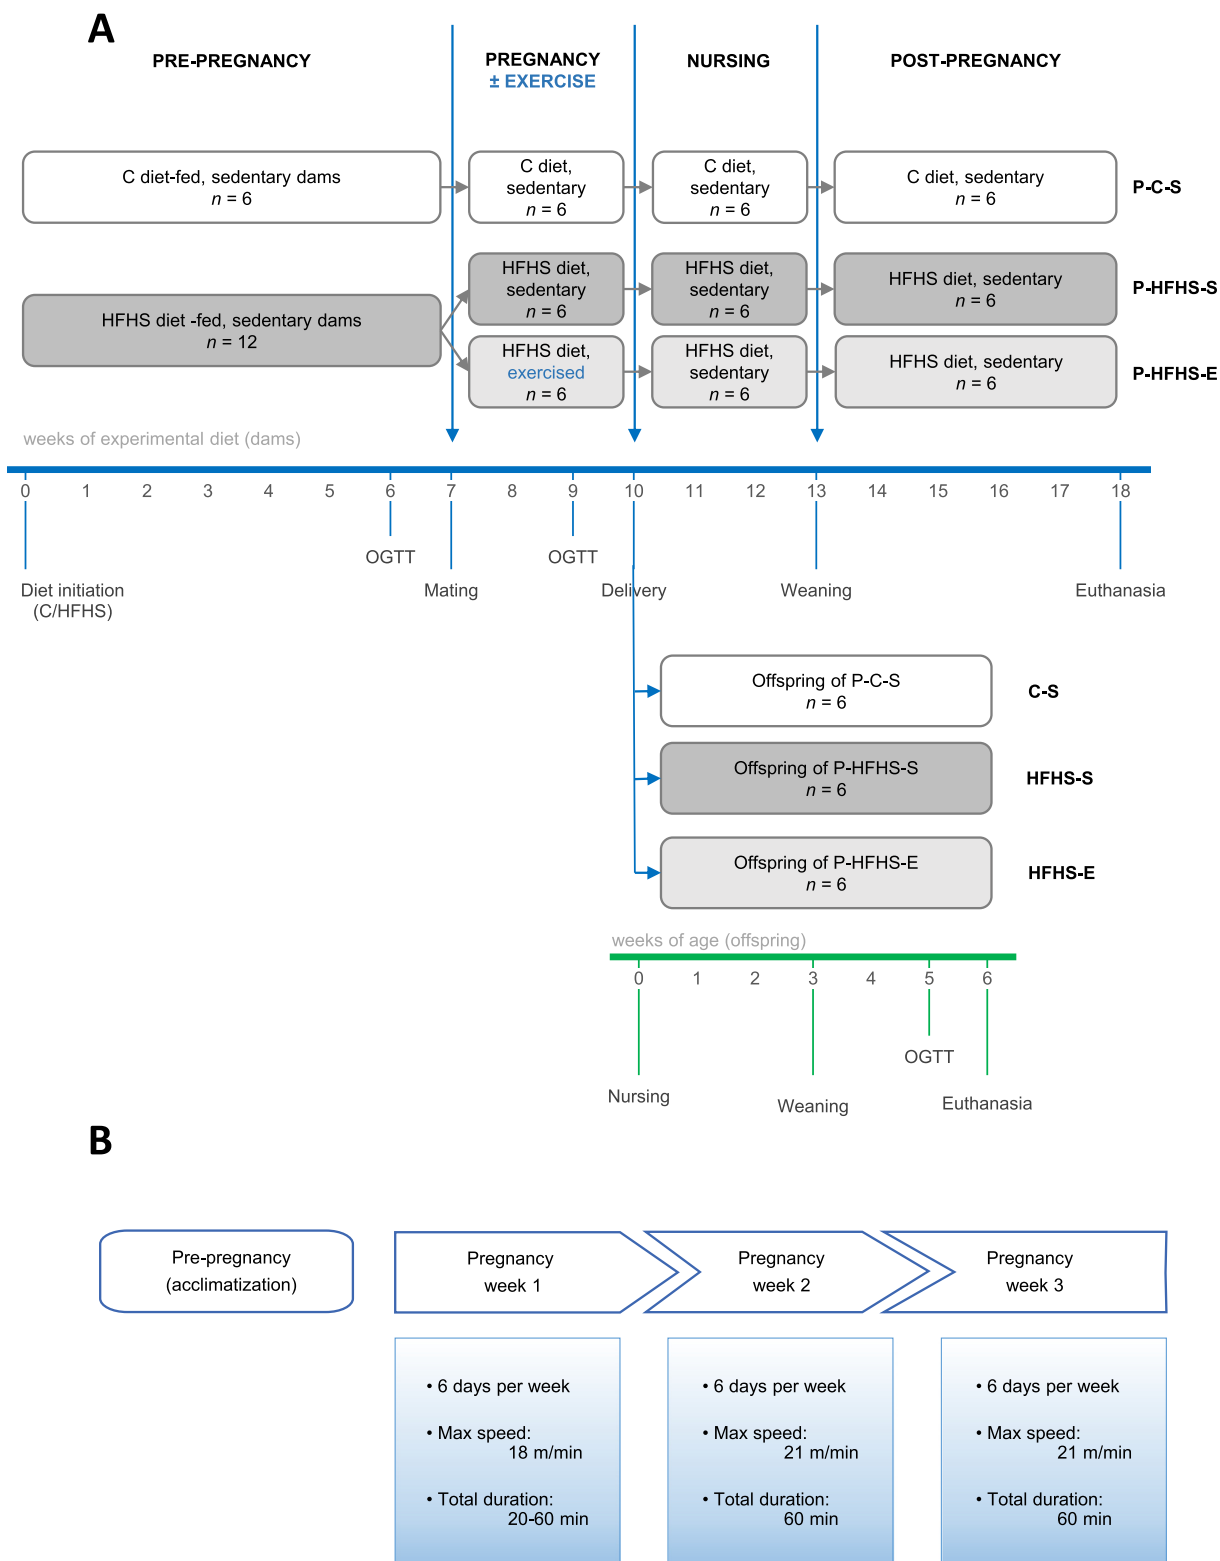 A
PRE-PREGNANCY
PREGNANCY
± EXERCISE
NURSING
POST-PREGNANCY
C diet-fed, sedentary dams
n = 6
C diet,
sedentary
n = 6
C diet,
sedentary
n = 6
C diet, sedentary
n = 6
P-C-S
HFHS diet -fed, sedentary dams
n = 12
HFHS diet,
sedentary
n = 6
HFHS diet,
sedentary
n = 6
HFHS diet, sedentary
n = 6
P-HFHS-S
HFHS diet,
exercised
n = 6
HFHS diet,
sedentary
n = 6
HFHS diet, sedentary
n = 6
P-HFHS-E
weeks of experimental diet (dams)
0 1 2 3 4 5 6 7 8 9 10 11 12 13 14 15 16 17 18
OGTT
OGTT
Diet initiation
(C/HFHS)
Mating
Delivery
Weaning
Euthanasia
Offspring of P-C-S
n = 6
C-S
Offspring of P-HFHS-S
n = 6
HFHS-S
Offspring of P-HFHS-E
n = 6
HFHS-E
weeks of age (offspring)
0 1 2 3 4 5 6
OGTT
Nursing
Weaning
Euthanasia
B
Pre-pregnancy
(acclimatization)
Pregnancy
week 1
Pregnancy
week 2
Pregnancy
week 3
• 6 days per week
• Max speed:
18 m/min
• Total duration:
20-60 min
• 6 days per week
• Max speed:
21 m/min
• Total duration:
60 min
• 6 days per week
• Max speed:
21 m/min
• Total duration:
60 min